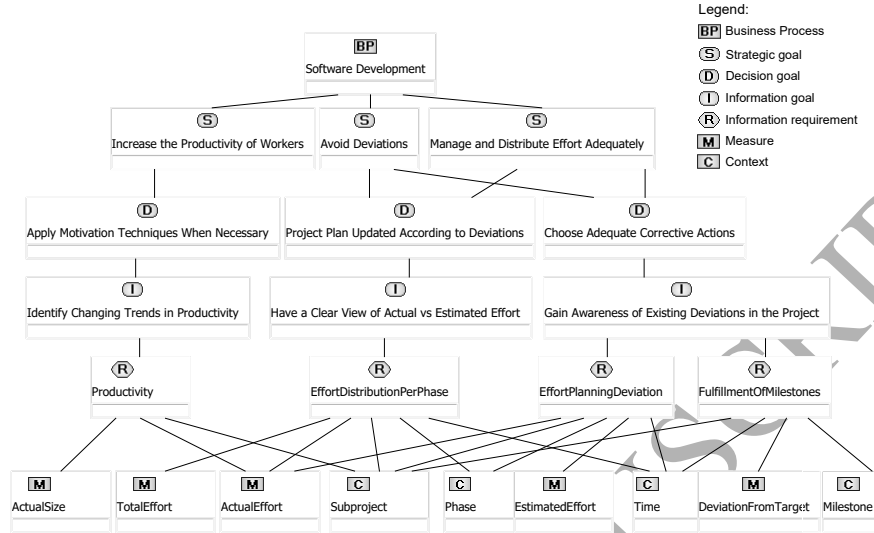 Legend:
BP Business Process
S Strategic goal
D Decision goal
I Information goal
R Information requirement
M Measure
C Context
BP
Software Development
S S S
Increase the Productivity of Workers Avoid Deviations Manage and Distribute Effort Adequately
D D D
Apply Motivation Techniques When Necessary Project Plan Updated According to Deviations Choose Adequate Corrective Actions
I I I
Identify Changing Trends in Productivity Have a Clear View of Actual vs Estimated Effort Gain Awareness of Existing Deviations in the Project
R R R R
Productivity EffortDistributionPerPhase EffortPlanningDeviation FulfillmentOfMilestones
M M M C C M C M C
ActualSize TotalEffort ActualEffort Subproject Phase EstimatedEffort Time DeviationFromTarget Milestone